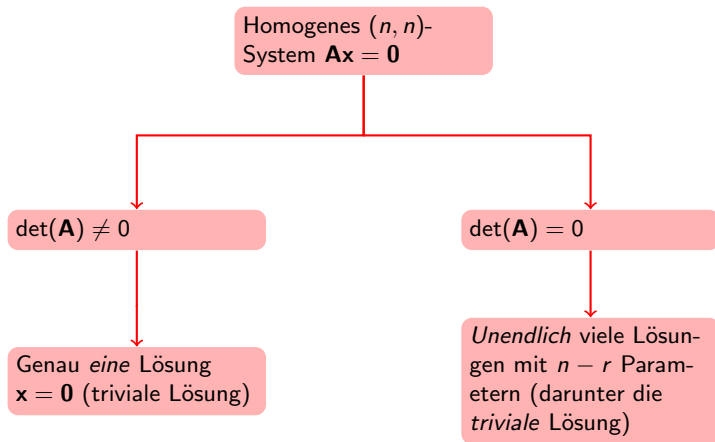 Homogenes (n, n)-
System Ax = 0
det(A) ≠ 0
det(A) = 0
Genau eine Lösung
x = 0 (triviale Lösung)
Unendlich viele Lösun-
gen mit n − r Param-
etern (darunter die
triviale Lösung)